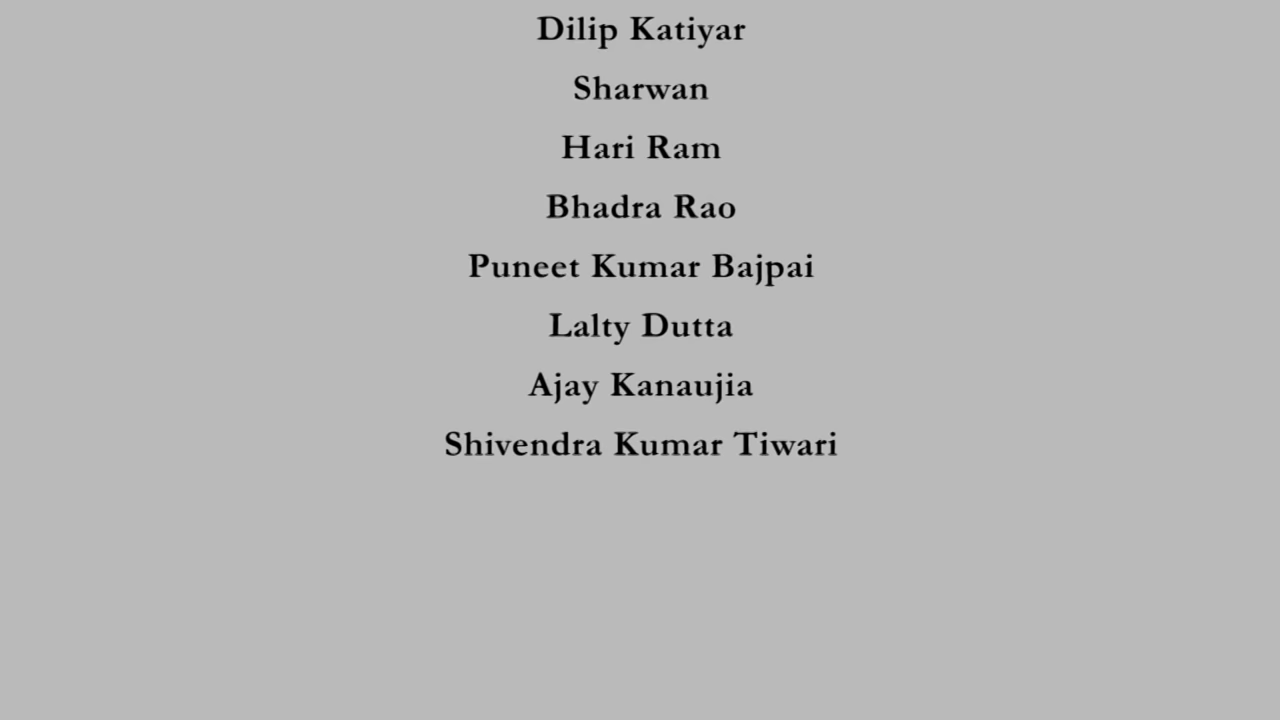 Dilip Katiyar
Sharwan
Hari Ram
Bhadra Rao
Puneet Kumar Bajpai
Lalty Dutta
Ajay Kanaujia
Shivendra Kumar Tiwari